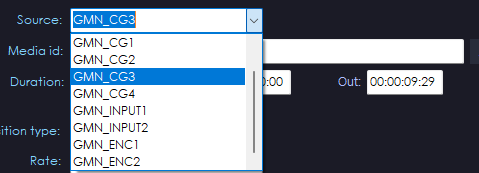 Source: GMN_CG3
GMN_CG1
GMN_CG2
GMN_CG3
GMN_CG4
GMN_INPUT1
GMN_INPUT2
GMN_ENC1
GMN_ENC2
Media id:
Duration: :00 Out: 00:00:09:29
ition type:
Rate: